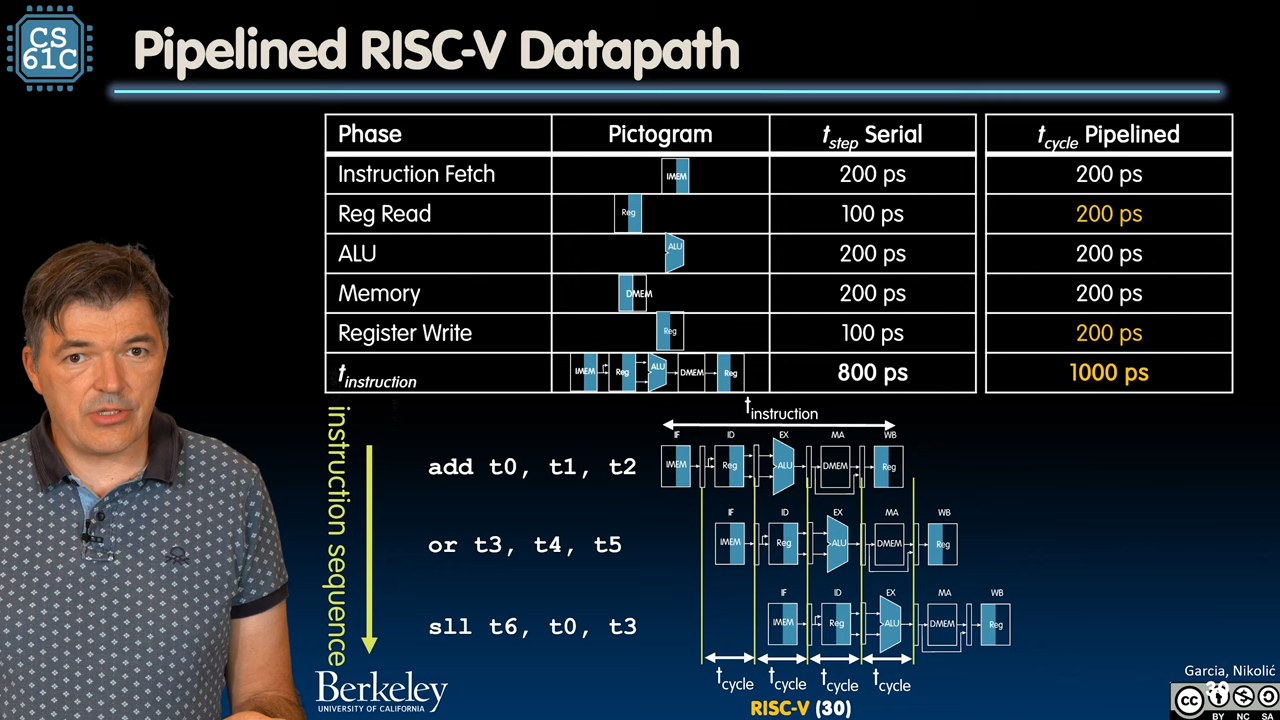 CS
61C
Pipelined RISC-V Datapath
Phase Pictogram tstep Serial tcycle Pipelined
Instruction Fetch IMEM 200 ps 200 ps
Reg Read Reg 100 ps 200 ps
ALU ALU 200 ps 200 ps
Memory DMEM 200 ps 200 ps
Register Write Reg 100 ps 200 ps
tinstruction IMEM Reg ALU DMEM Reg 800 ps 1000 ps
instruction sequence
tinstruction
IF ID EX MA WB
add t0, t1, t2 IMEM Reg ALU DMEM Reg
IF ID EX MA WB
or t3, t4, t5 IMEM Reg ALU DMEM Reg
IF ID EX MA WB
sll t6, t0, t3 IMEM Reg ALU DMEM Reg
tcycle tcycle tcycle tcycle
Berkeley
UNIVERSITY OF CALIFORNIA
RISC-V (30)
Garcia, Nikolić
30
cc
BY NC SA